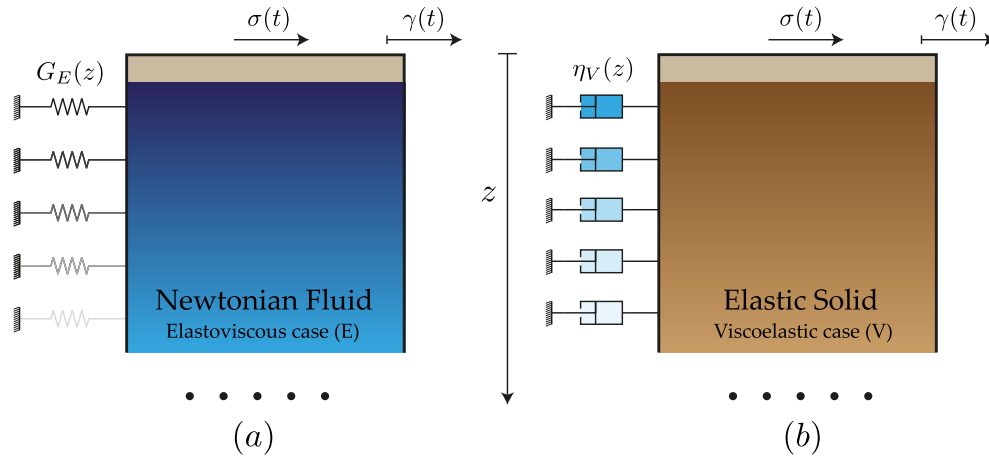 σ(t) γ(t)
G_E(z)
Newtonian Fluid
Elastoviscous case (E)
(a)
z
σ(t) γ(t)
η_V(z)
Elastic Solid
Viscoelastic case (V)
(b)